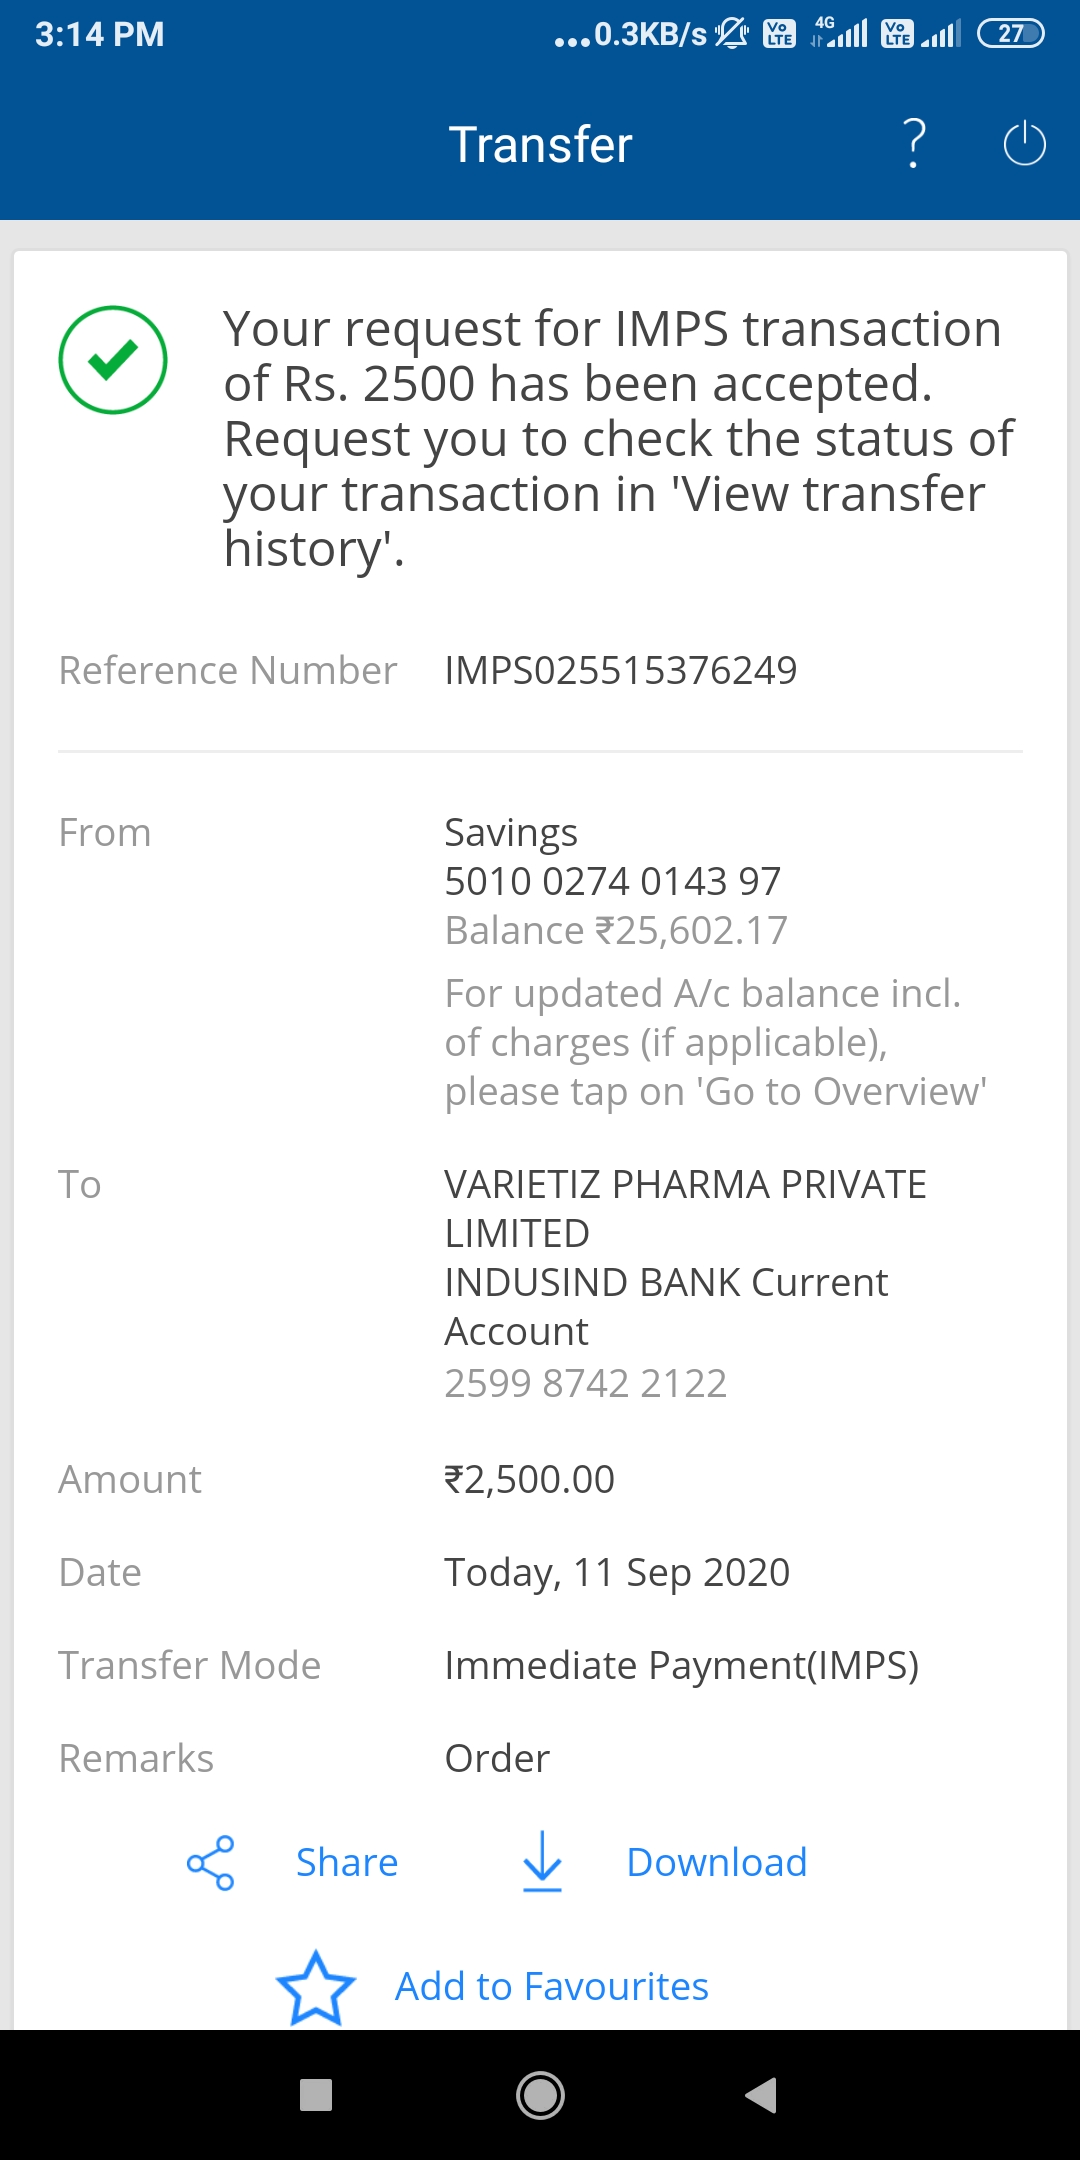 3:14 PM
...0.3KB/s Vo LTE 4G Vo LTE 27
Transfer ?
Your request for IMPS transaction
of Rs. 2500 has been accepted.
Request you to check the status of
your transaction in 'View transfer
history'.
Reference Number IMPS025515376249
From Savings
5010 0274 0143 97
Balance ₹25,602.17
For updated A/c balance incl.
of charges (if applicable),
please tap on 'Go to Overview'
To VARIETIZ PHARMA PRIVATE
LIMITED
INDUSIND BANK Current
Account
2599 8742 2122
Amount ₹2,500.00
Date Today, 11 Sep 2020
Transfer Mode Immediate Payment(IMPS)
Remarks Order
Share Download
Add to Favourites